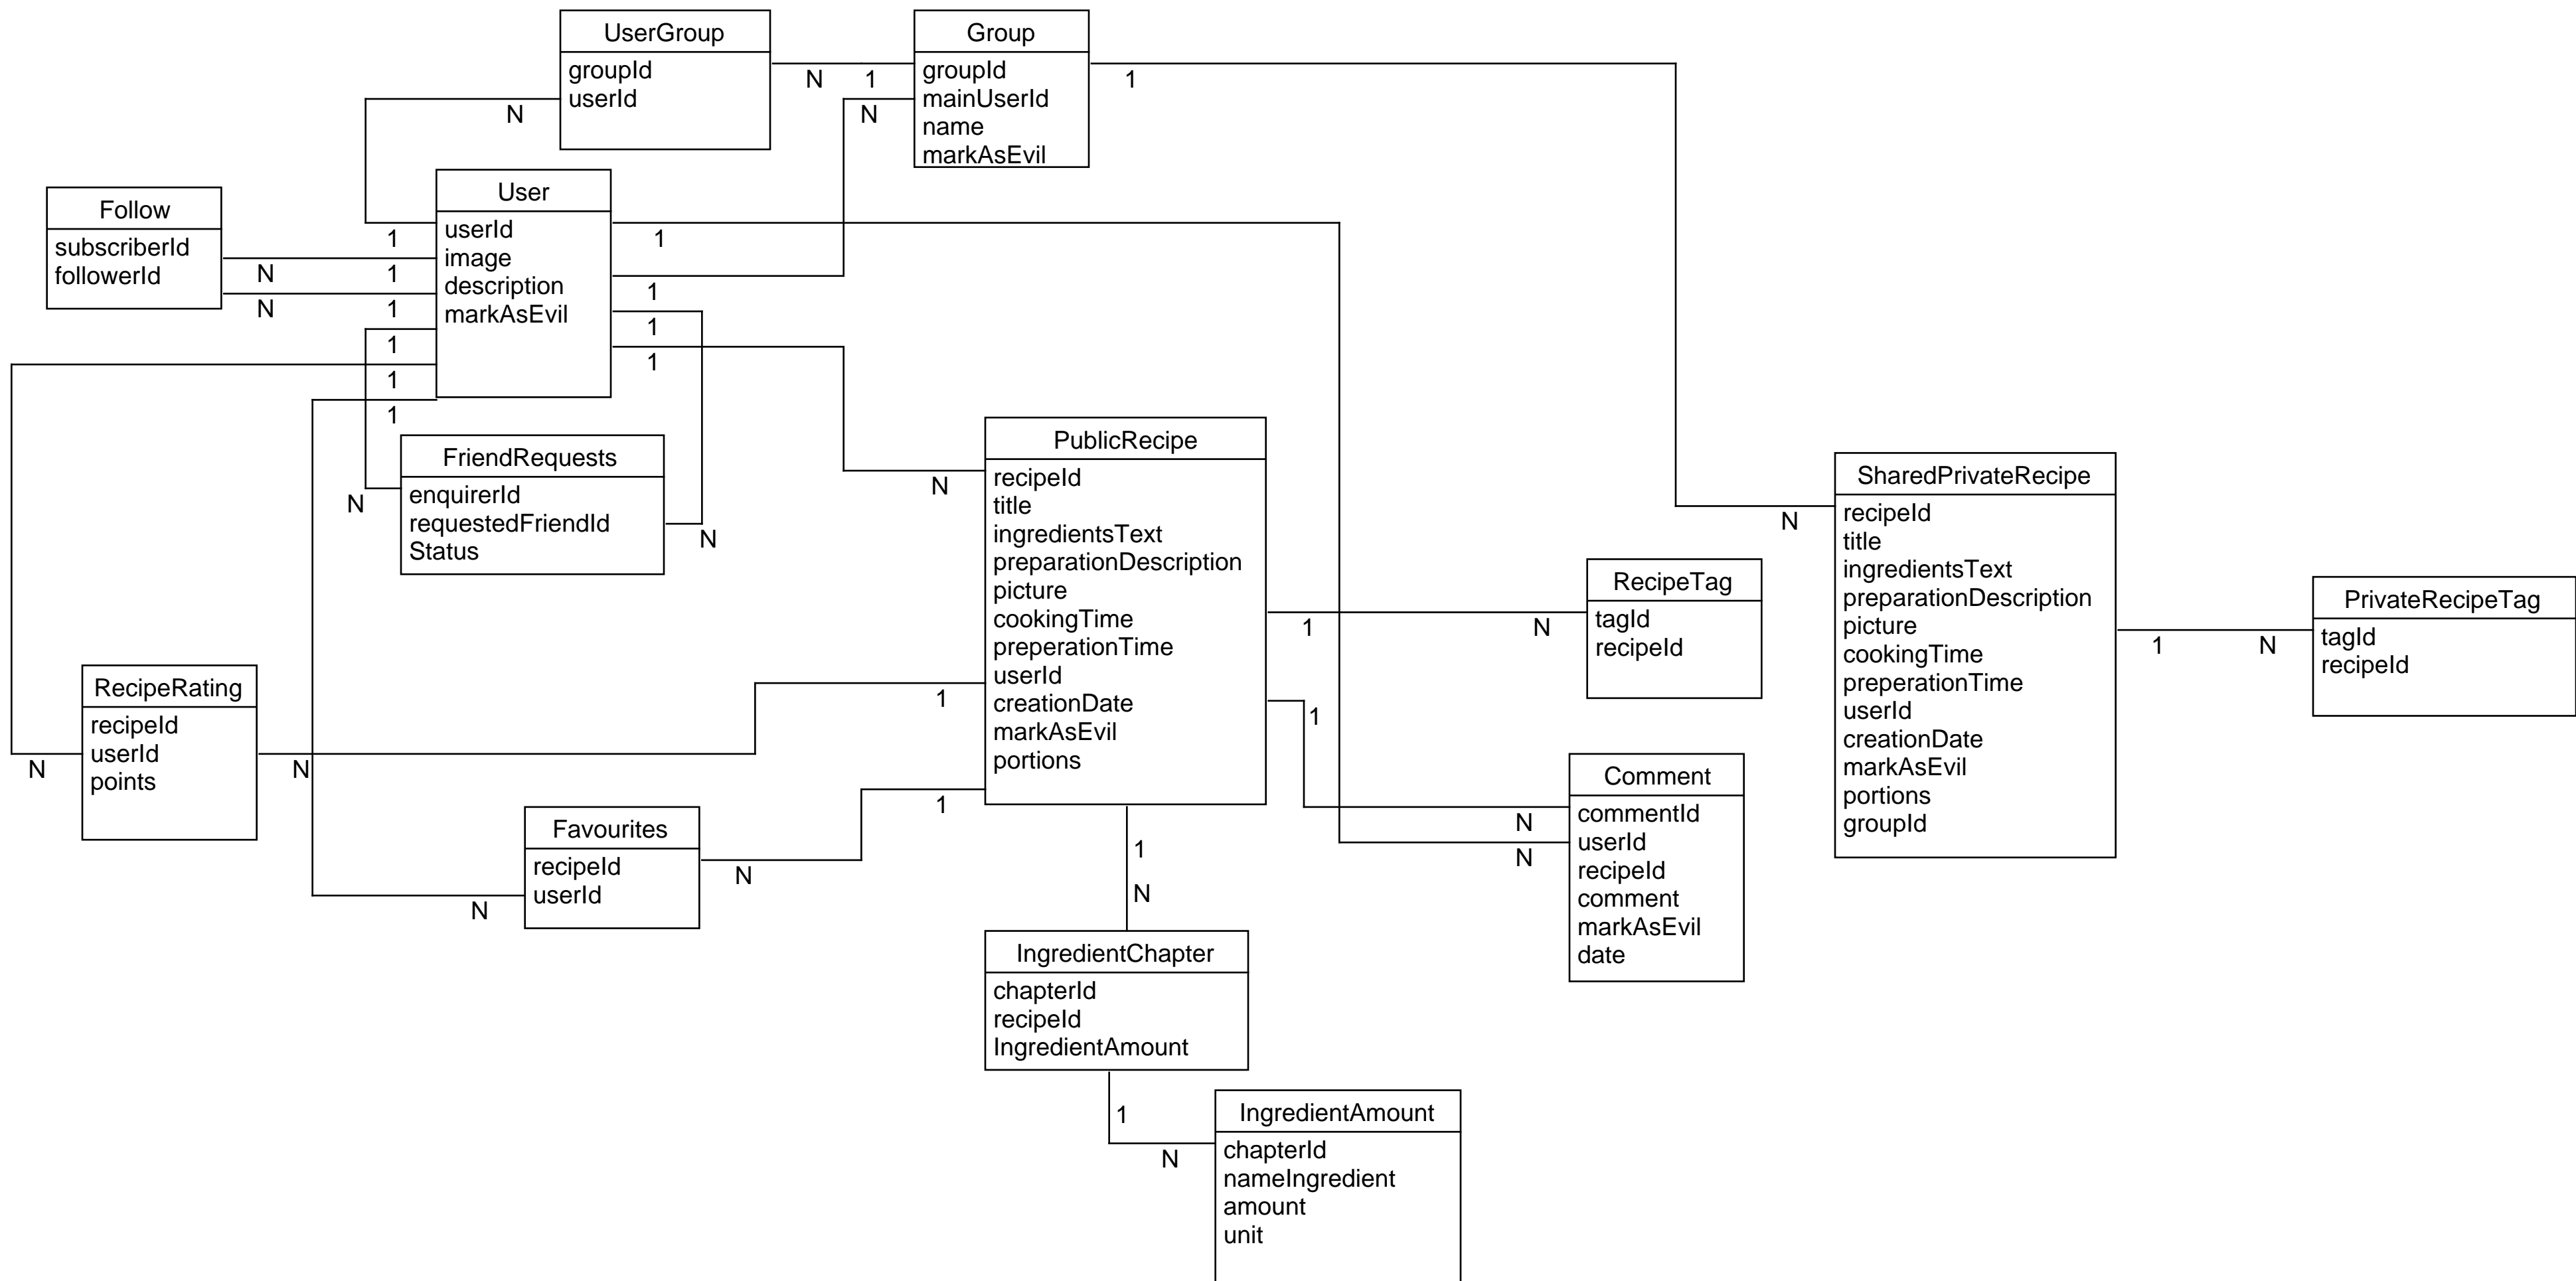 UserGroup
groupId
userId
Group
groupId
mainUserId
name
markAsEvil
N
1
1
N
N
User
userId
image
description
markAsEvil
Follow
subscriberId
followerId
1
1
N
1
N
1
1
1
1
1
1
1
1
FriendRequests
enquirerId
requestedFriendId
Status
N
N
PublicRecipe
recipeId
title
ingredientsText
preparationDescription
picture
cookingTime
preperationTime
userId
creationDate
markAsEvil
portions
N
1
1
1
1
SharedPrivateRecipe
recipeId
title
ingredientsText
preparationDescription
picture
cookingTime
preperationTime
userId
creationDate
markAsEvil
portions
groupId
N
RecipeTag
tagId
recipeId
N
PrivateRecipeTag
tagId
recipeId
1
N
RecipeRating
recipeId
userId
points
N
N
Favourites
recipeId
userId
N
N
Comment
commentId
userId
recipeId
comment
markAsEvil
date
N
N
1
N
IngredientChapter
chapterId
recipeId
IngredientAmount
1
N
IngredientAmount
chapterId
nameIngredient
amount
unit